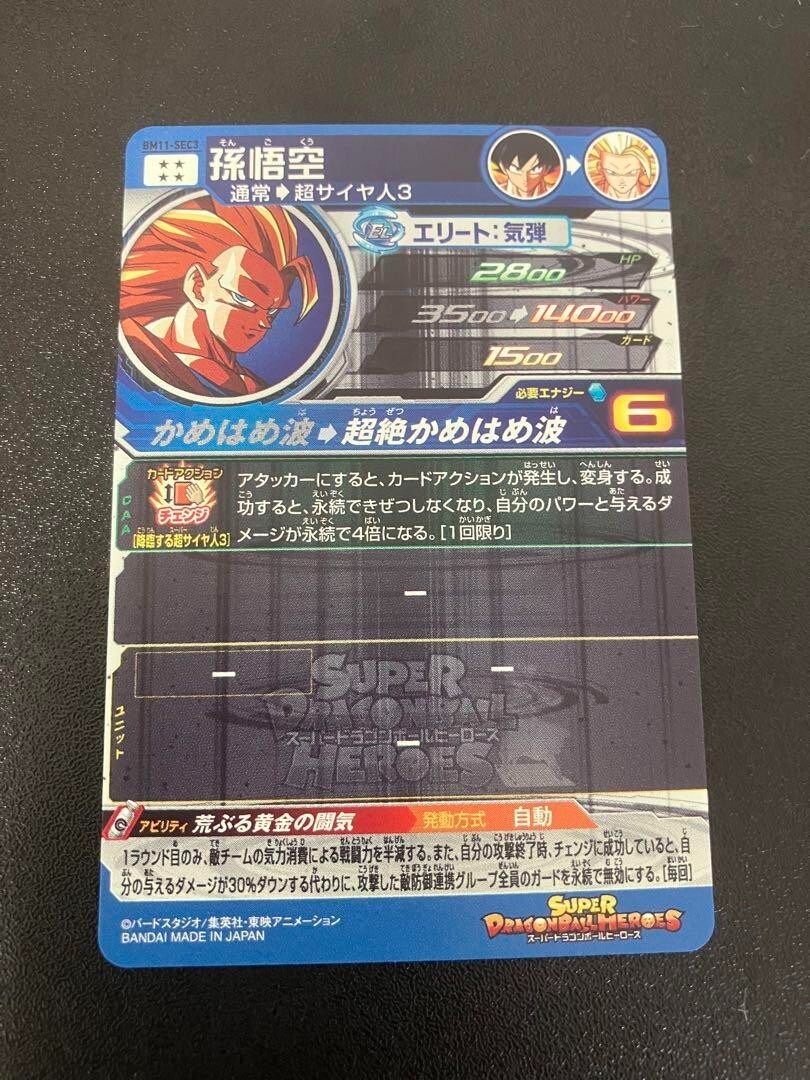 BM11-SEC3
孫悟空
そん ご くう
通常➡超サイヤ人3
EL エリート:気弾
HP
2800
パワー
3500➡14000
ガード
1500
必要エナジー 6
かめはめ波➡超絶かめはめ波
CAA
カードアクション
チェンジ
[降臨する超サイヤ人3]
アタッカーにすると、カードアクションが発生し、変身する。成
功すると、永続できぜつしなくなり、自分のパワーと与えるダ
メージが永続で4倍になる。[1回限り]
ー
ユニット
ー
ー
ー
SUPER
DRAGONBALL
スーパードラゴンボールヒーローズ
HEROES
アビリティ 荒ぶる黄金の闘気 発動方式 自動
1ラウンド目のみ、敵チームの気力消費による戦闘力を半減する。また、自分の攻撃終了時、チェンジに成功していると、自
分の与えるダメージが30%ダウンする代わりに、攻撃した敵防御連携グループ全員のガードを永続で無効にする。[毎回]
©バードスタジオ/集英社・東映アニメーション
BANDAI MADE IN JAPAN
SUPER
DRAGONBALL HEROES
スーパードラゴンボールヒーローズ